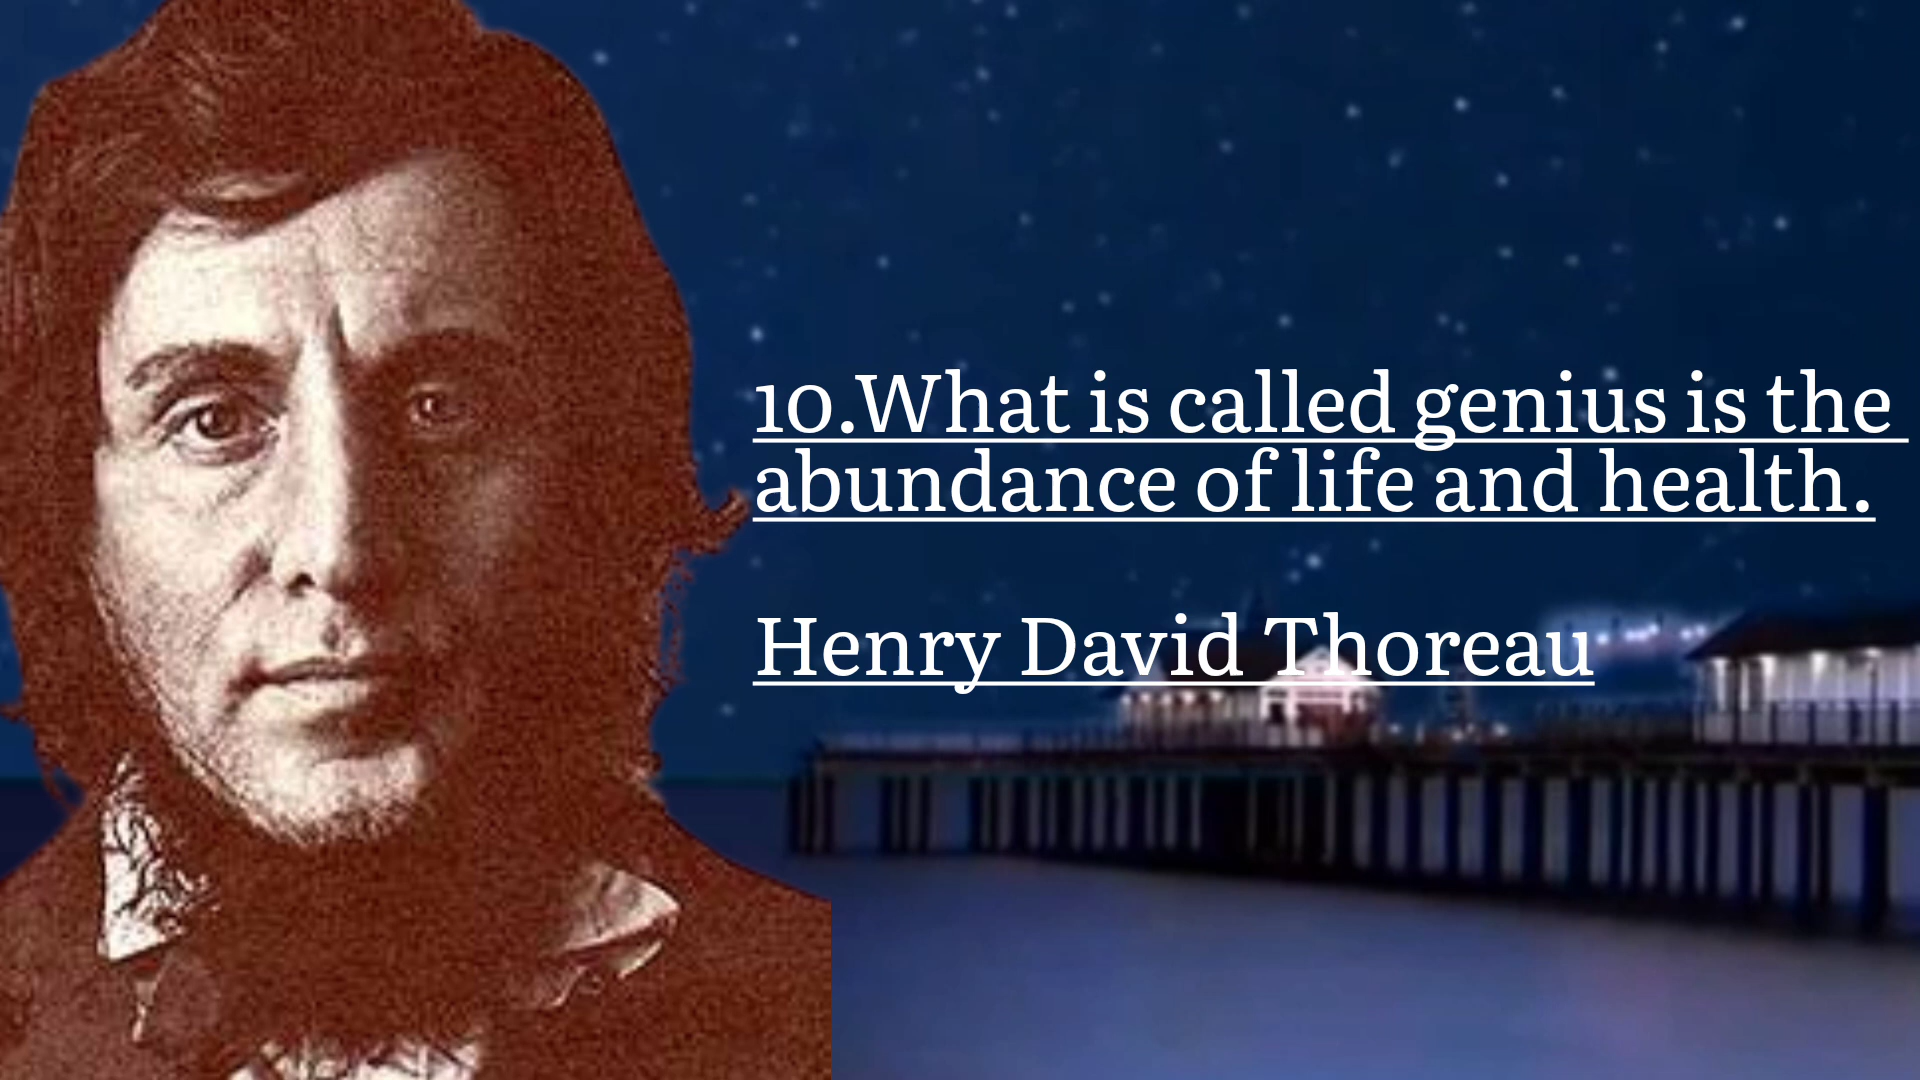 10.What is called genius is the
abundance of life and health.
Henry David Thoreau